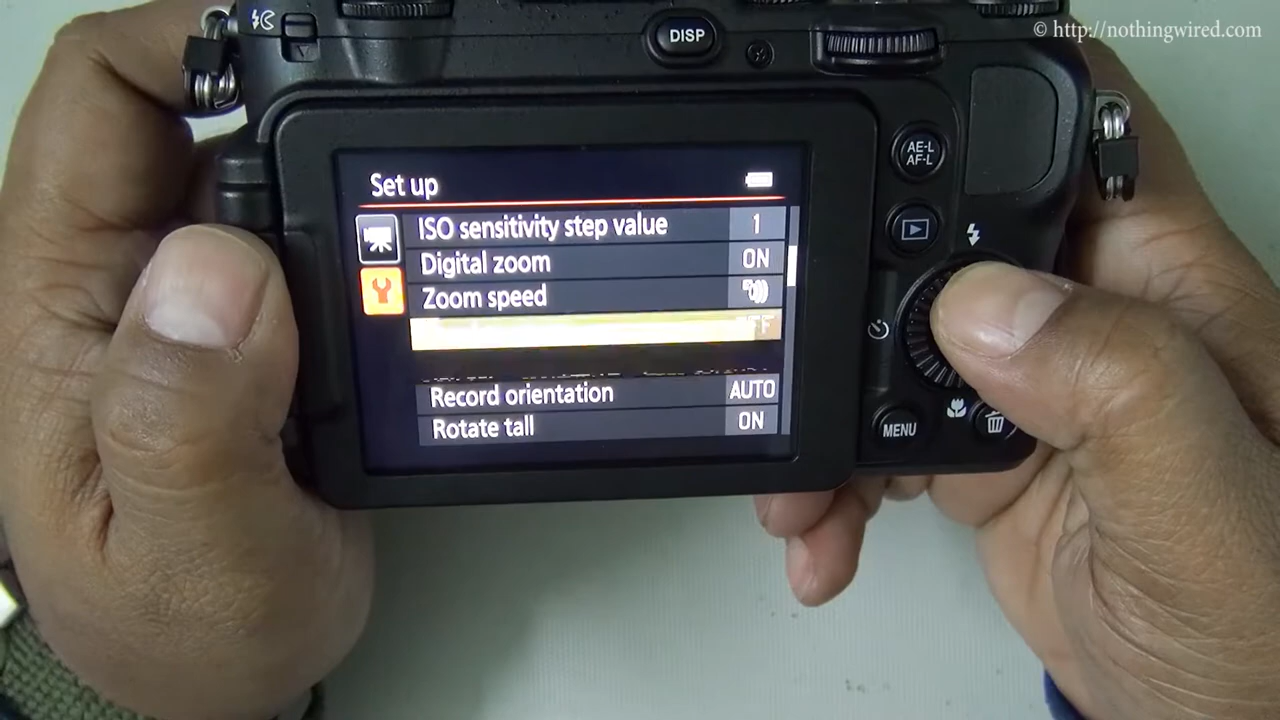 © http://nothingwired.com
DISP
AE-L
AF-L
Set up
ISO sensitivity step value 1
Digital zoom ON
Zoom speed
Record orientation AUTO
Rotate tall ON
MENU